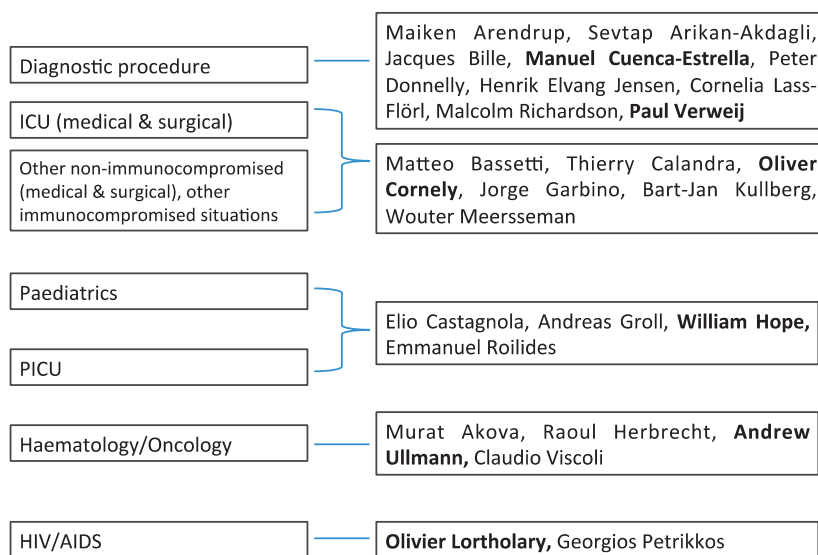 Diagnostic procedure
Maiken Arendrup, Sevtap Arikan-Akdagli,
Jacques Bille, Manuel Cuenca-Estrella, Peter
Donnelly, Henrik Elvang Jensen, Cornelia Lass-
Flörl, Malcolm Richardson, Paul Verweij
ICU (medical & surgical)
Other non-immunocompromised
(medical & surgical), other
immunocompromised situations
Matteo Bassetti, Thierry Calandra, Oliver
Cornely, Jorge Garbino, Bart-Jan Kullberg,
Wouter Meersseman
Paediatrics
PICU
Elio Castagnola, Andreas Groll, William Hope,
Emmanuel Roilides
Haematology/Oncology
Murat Akova, Raoul Herbrecht, Andrew
Ullmann, Claudio Viscoli
HIV/AIDS
Olivier Lortholary, Georgios Petrikkos